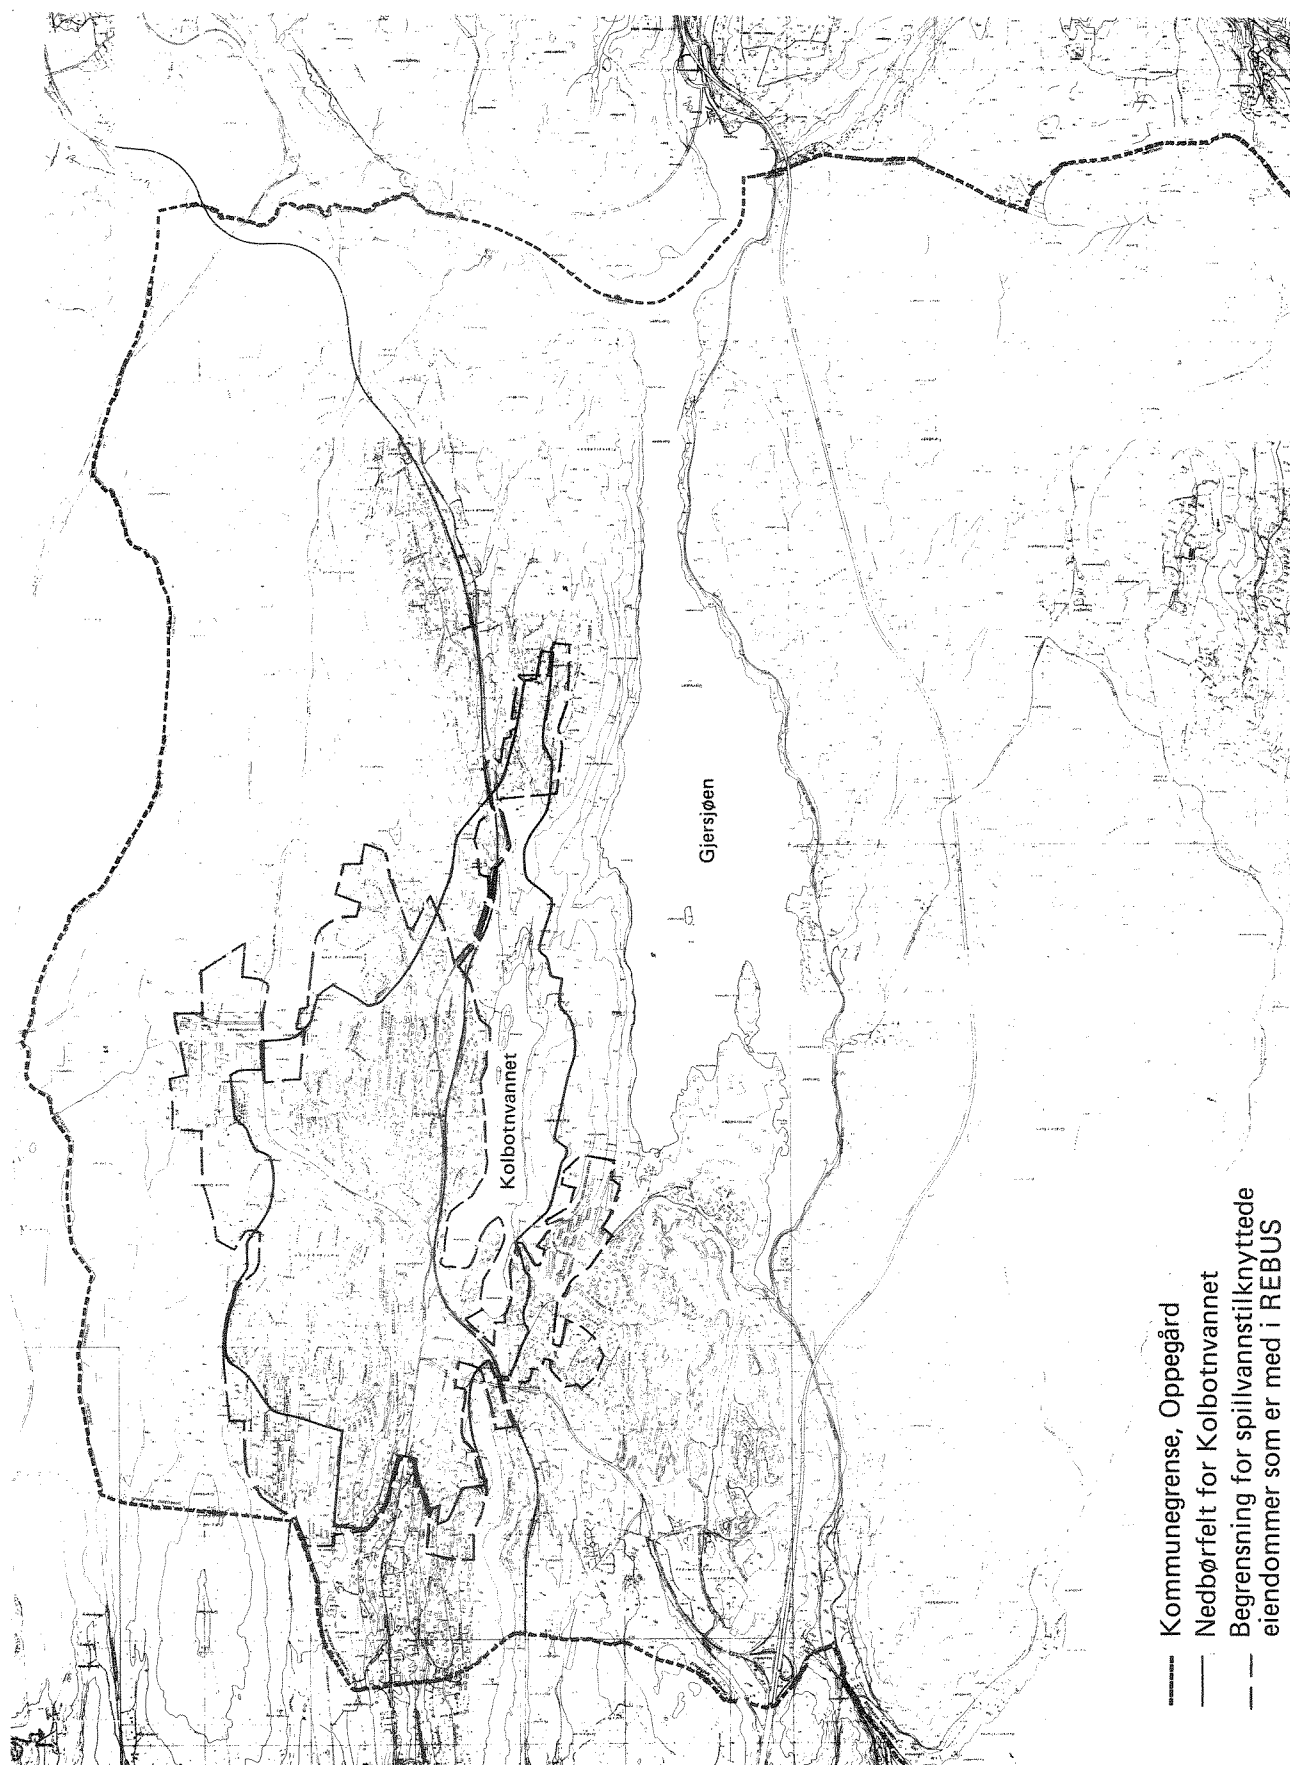 Gjersjøen
Kolbotnvannet
Kommunegrense, Oppegård
Nedbørfelt for Kolbotnvannet
Begrensning for spillvannstilknyttede
eiendommer som er med i REBUS